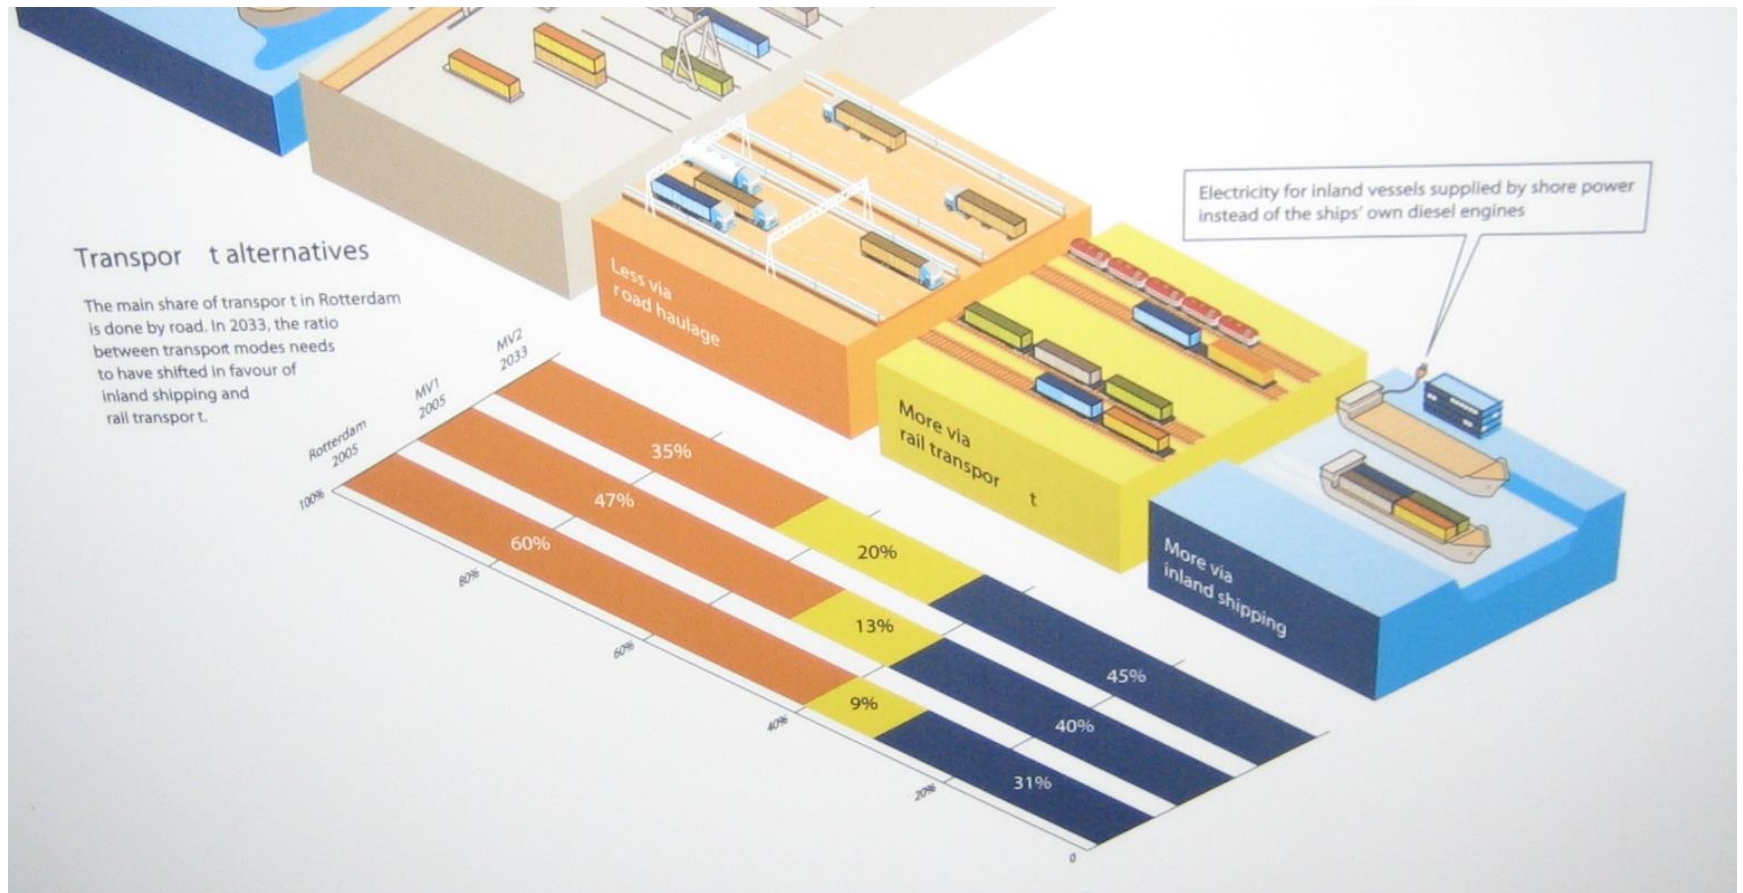 Electricity for inland vessels supplied by shore power
instead of the ships' own diesel engines
Transpor t alternatives
The main share of transpor t in Rotterdam
is done by road. In 2033, the ratio
between transport modes needs
to have shifted in favour of
inland shipping and
rail transpor t.
Less via
road haulage
More via
rail transpor t
More via
inland shipping
MV2
2033
MV1
2005
Rotterdam
2005
100%
80%
60%
40%
20%
0
35%
20%
45%
47%
13%
40%
60%
9%
31%